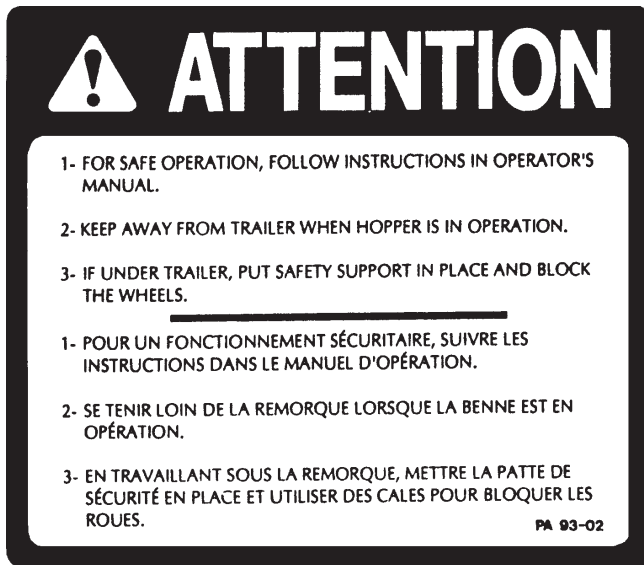 ATTENTION
1- FOR SAFE OPERATION, FOLLOW INSTRUCTIONS IN OPERATOR'S
MANUAL.
2- KEEP AWAY FROM TRAILER WHEN HOPPER IS IN OPERATION.
3- IF UNDER TRAILER, PUT SAFETY SUPPORT IN PLACE AND BLOCK
THE WHEELS.
1- POUR UN FONCTIONNEMENT SÉCURITAIRE, SUIVRE LES
INSTRUCTIONS DANS LE MANUEL D'OPÉRATION.
2- SE TENIR LOIN DE LA REMORQUE LORSQUE LA BENNE EST EN
OPÉRATION.
3- EN TRAVAILLANT SOUS LA REMORQUE, METTRE LA PATTE DE
SÉCURITÉ EN PLACE ET UTILISER DES CALES POUR BLOQUER LES
ROUES.
PA 93-02